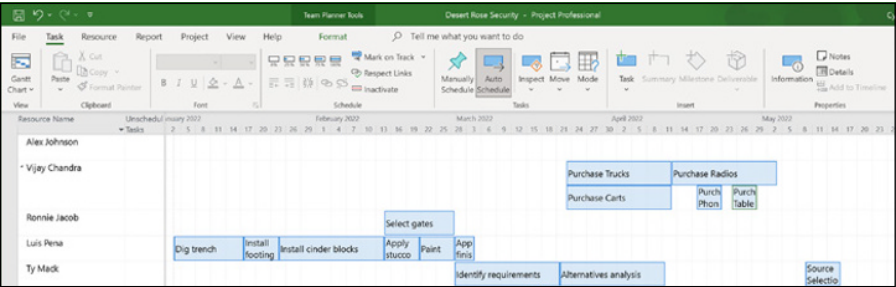 Team Planner Tools
Desert Rose Security - Project Professional
File Task Resource Report Project View Help Format Tell me what you want to do
Gantt Chart
Paste
Cut
Copy
Format Painter
B I U
Mark on Track
Respect Links
Inactivate
Manually Schedule
Auto Schedule
Inspect Move Mode
Task Summary Milestone Deliverable
Information
Notes
Details
Add to Timeline
View Clipboard Font Schedule Tasks Insert Properties
Resource Name Unschedul nuary 2022 February 2022 March 2022 April 2022 May 2022
Tasks 2 5 8 11 14 17 20 23 26 29 1 4 7 10 13 16 19 22 25 28 3 6 9 12 15 18 21 24 27 30 2 5 8 11 14 17 20 23 26 29 2 5 8 11 14 17 20 23
Alex Johnson
Vijay Chandra
Purchase Trucks Purchase Radios
Purchase Carts
Purch Phon
Purch Table
Ronnie Jacob
Select gates
Luis Pena
Dig trench
Install footing
Install cinder blocks
Apply stucco
Paint
App finis
Ty Mack
Identify requirements Alternatives analysis
Source Selectio